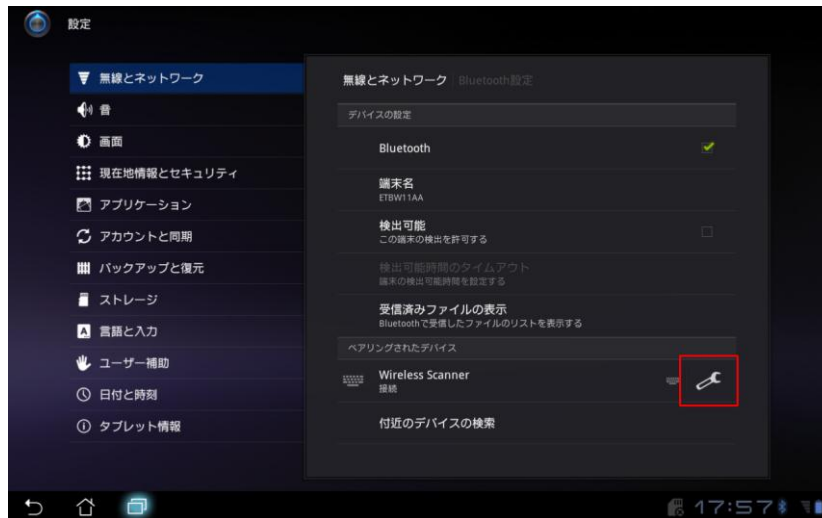 設定
無線とネットワーク
音
画面
現在地情報とセキュリティ
アプリケーション
アカウントと同期
バックアップと復元
ストレージ
言語と入力
ユーザー補助
日付と時刻
タブレット情報
無線とネットワーク Bluetooth設定
デバイスの設定
Bluetooth
端末名
ETBW11AA
検出可能
この端末の検出を許可する
検出可能時間のタイムアウト
端末の検出可能時間を設定する
受信済みファイルの表示
Bluetoothで受信したファイルのリストを表示する
ペアリングされたデバイス
Wireless Scanner
接続
付近のデバイスの検索
17:57